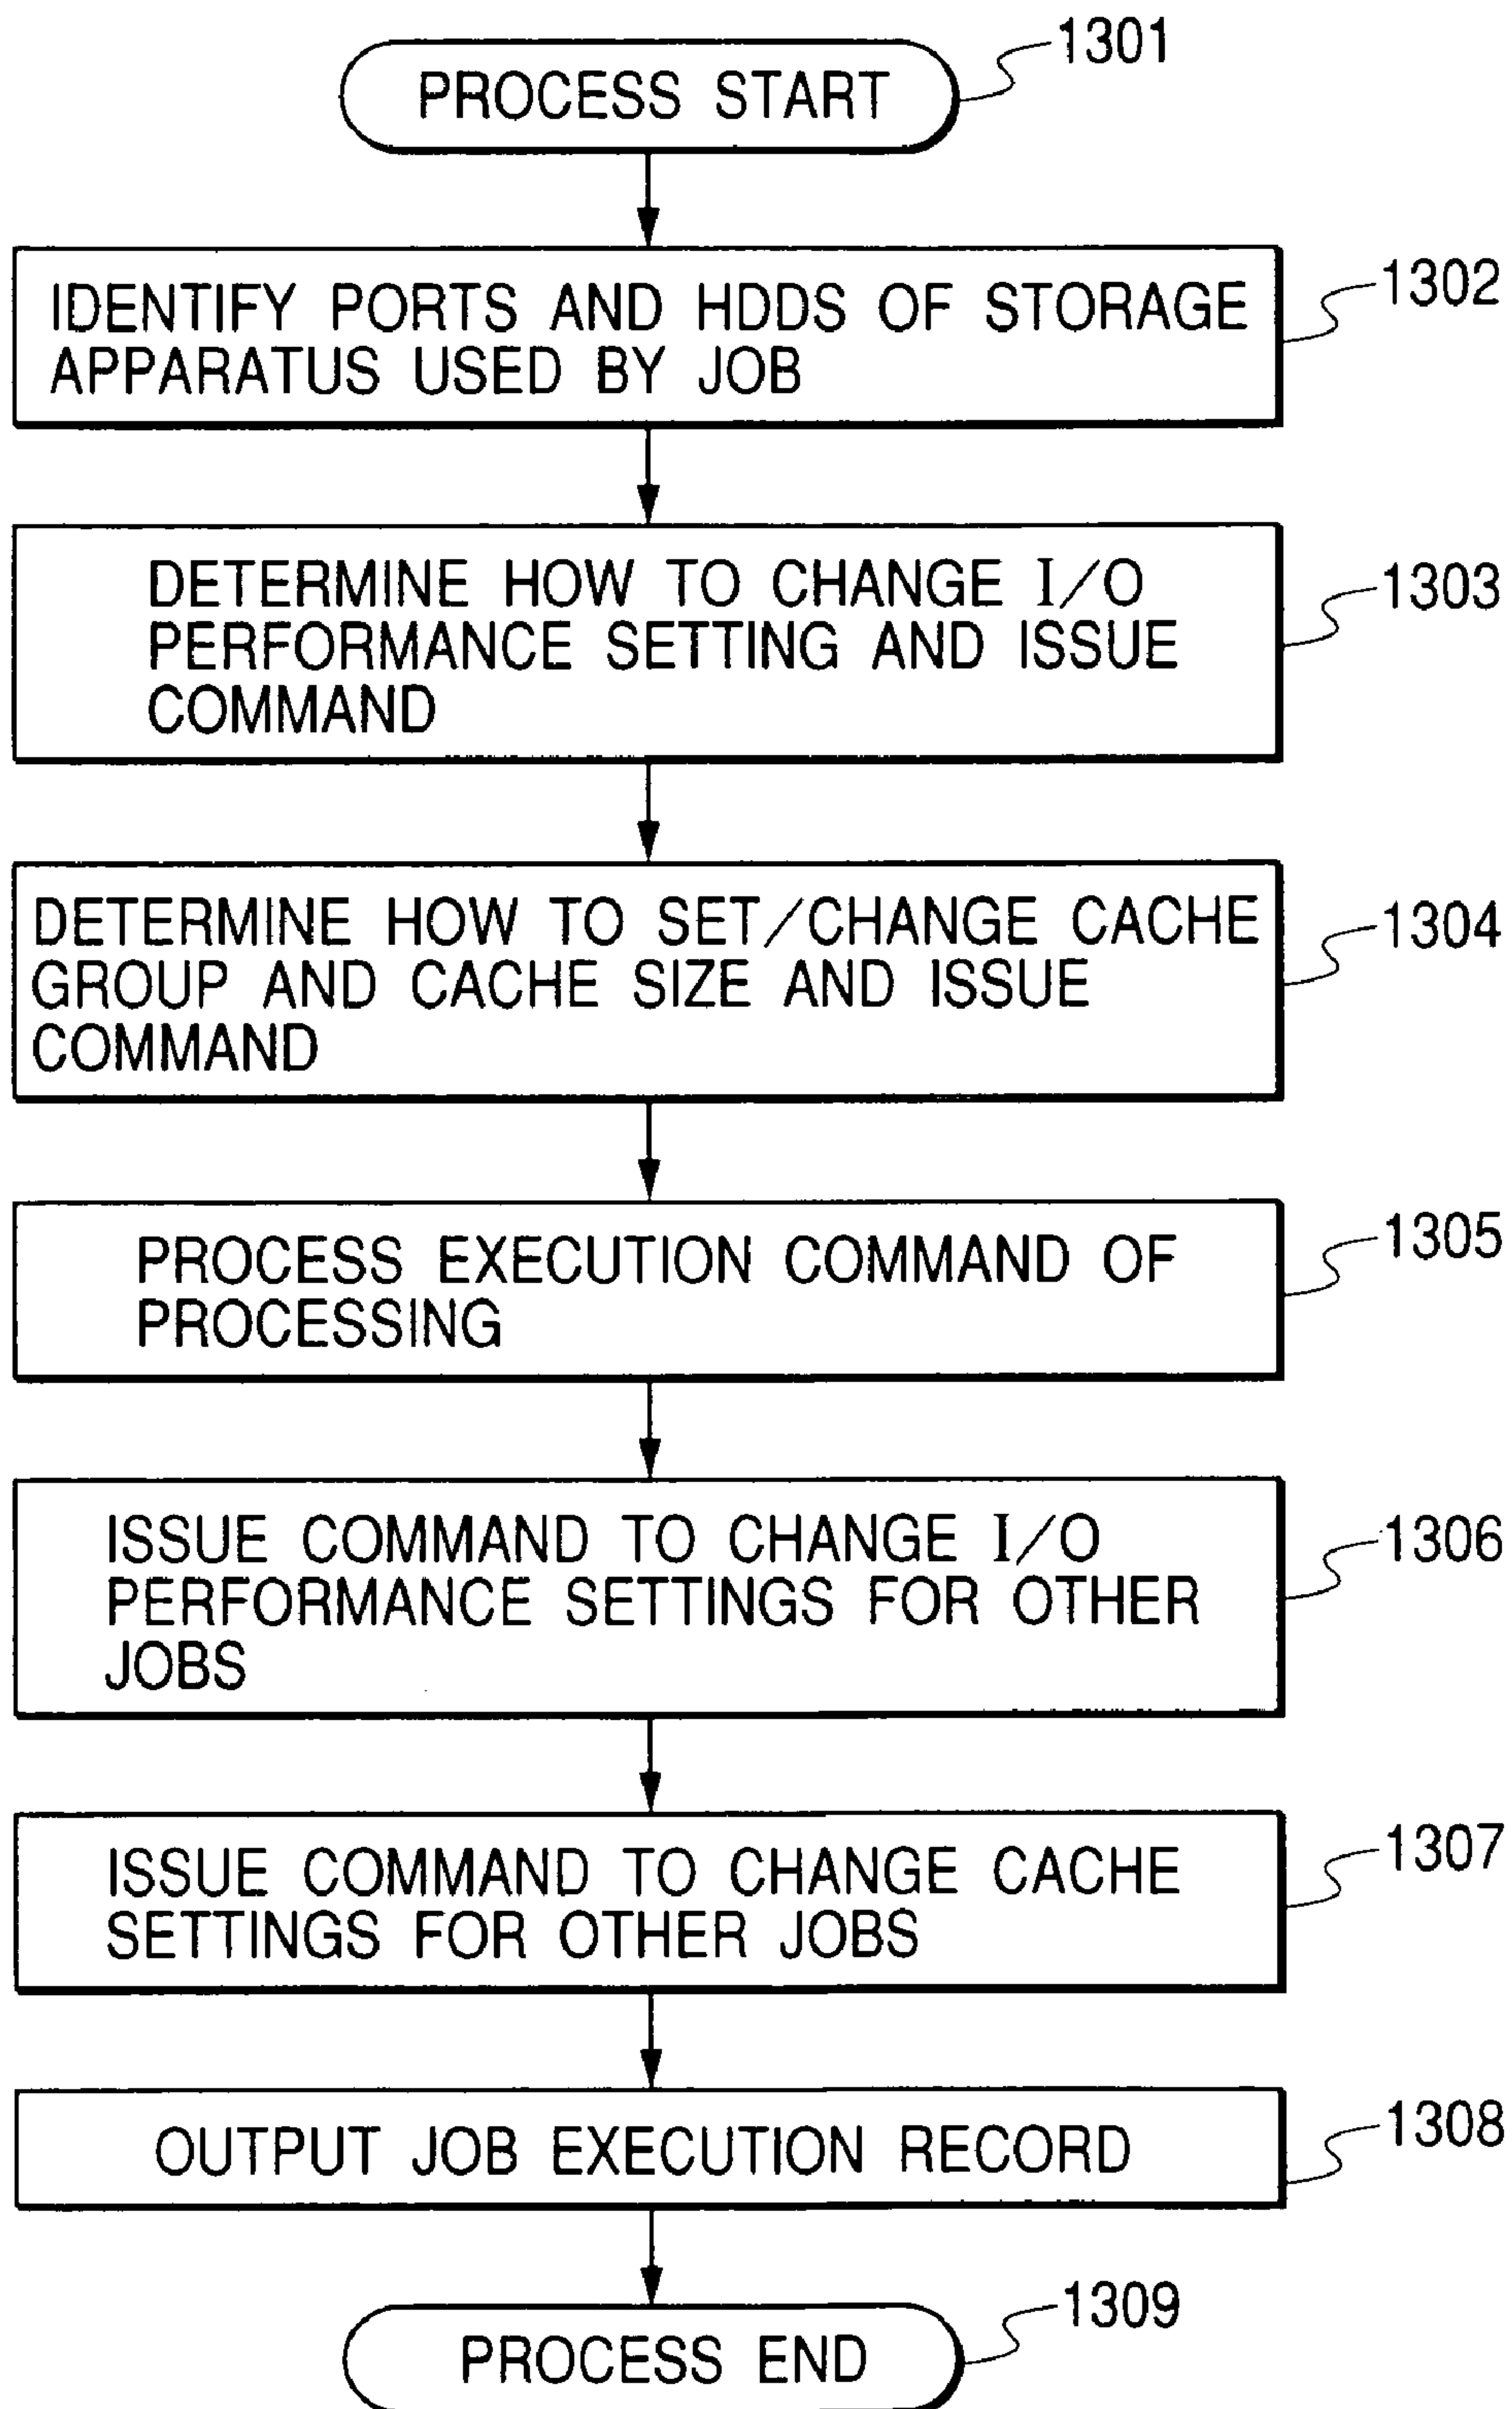 1301
PROCESS START
1302
IDENTIFY PORTS AND HDDS OF STORAGE
APPARATUS USED BY JOB
1303
DETERMINE HOW TO CHANGE I/O
PERFORMANCE SETTING AND ISSUE
COMMAND
1304
DETERMINE HOW TO SET/CHANGE CACHE
GROUP AND CACHE SIZE AND ISSUE
COMMAND
1305
PROCESS EXECUTION COMMAND OF
PROCESSING
1306
ISSUE COMMAND TO CHANGE I/O
PERFORMANCE SETTINGS FOR OTHER
JOBS
1307
ISSUE COMMAND TO CHANGE CACHE
SETTINGS FOR OTHER JOBS
1308
OUTPUT JOB EXECUTION RECORD
1309
PROCESS END